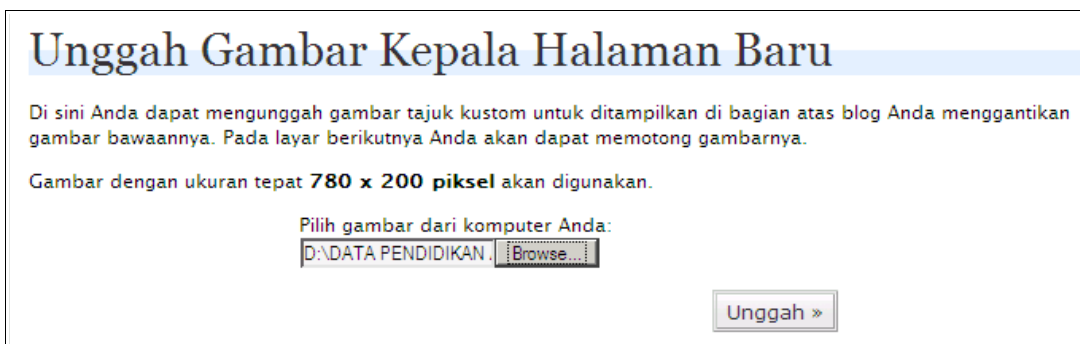 Unggah Gambar Kepala Halaman Baru
Di sini Anda dapat mengunggah gambar tajuk kustom untuk ditampilkan di bagian atas blog Anda menggantikan
gambar bawaannya. Pada layar berikutnya Anda akan dapat memotong gambarnya.
Gambar dengan ukuran tepat 780 x 200 piksel akan digunakan.
Pilih gambar dari komputer Anda:
D:\DATA PENDIDIKAN Browse...
Unggah »